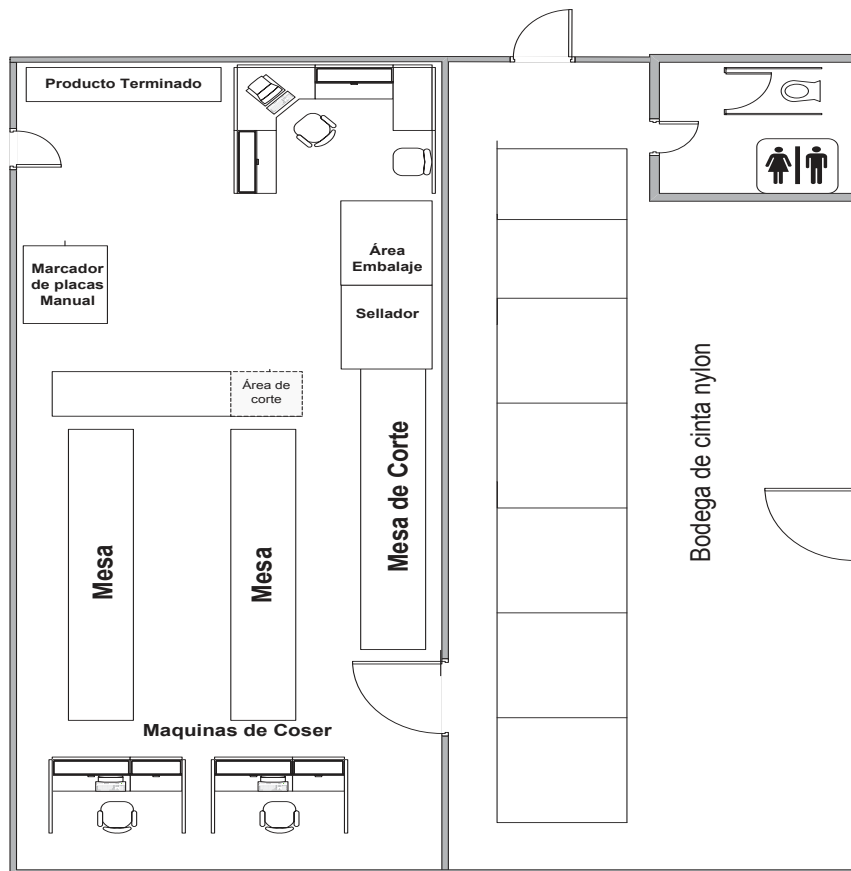 Producto Terminado
Marcador
de placas
Manual
Área
Embalaje
Sellador
Área de
corte
Mesa de Corte
Mesa
Mesa
Maquinas de Coser
Bodega de cinta nylon